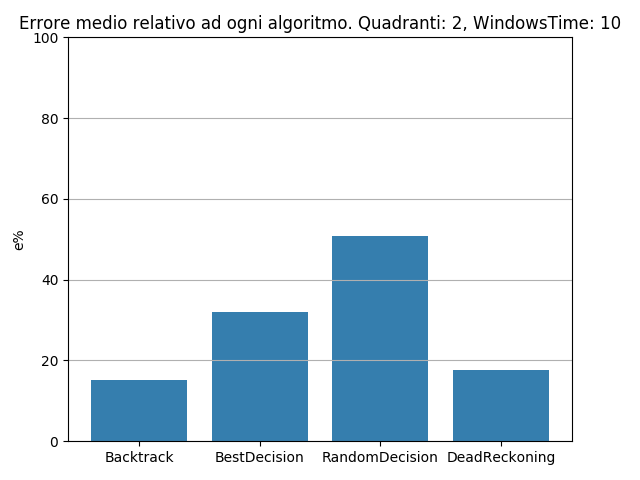 Errore medio relativo ad ogni algoritmo. Quadranti: 2, WindowsTime: 10
100
80
60
40
20
0
e%
Backtrack
BestDecision
RandomDecision
DeadReckoning